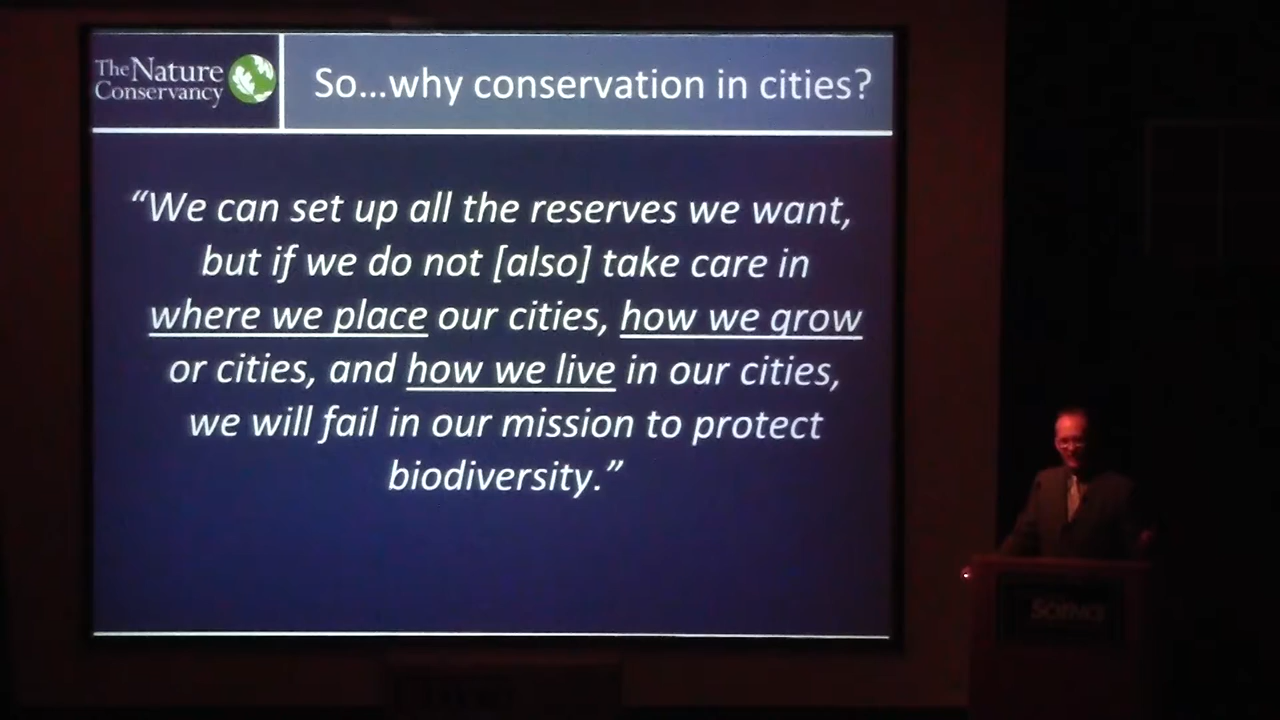 The Nature
Conservancy
So...why conservation in cities?
“We can set up all the reserves we want,
but if we do not [also] take care in
where we place our cities, how we grow
or cities, and how we live in our cities,
we will fail in our mission to protect
biodiversity.”
SCIENCE